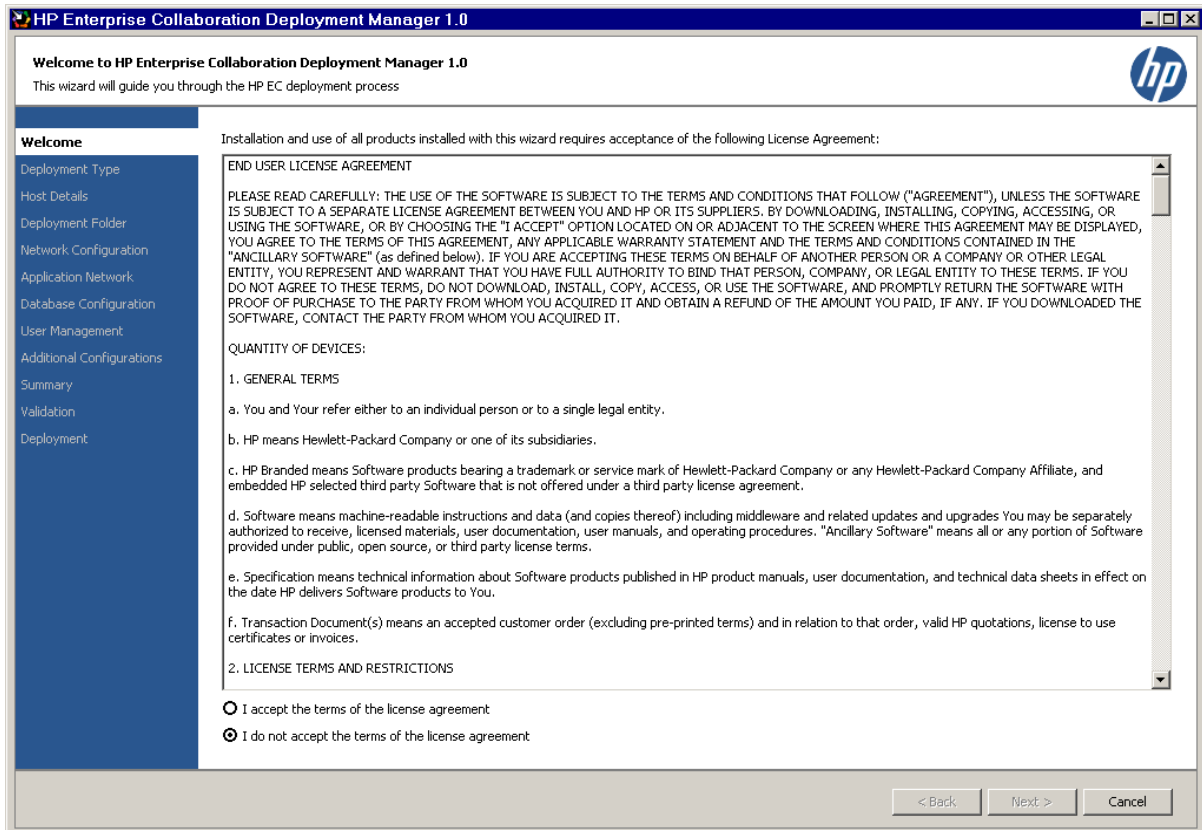 HP Enterprise Collaboration Deployment Manager 1.0
Welcome to HP Enterprise Collaboration Deployment Manager 1.0
This wizard will guide you through the HP EC deployment process
hp
Welcome
Deployment Type
Host Details
Deployment Folder
Network Configuration
Application Network
Database Configuration
User Management
Additional Configurations
Summary
Validation
Deployment
Installation and use of all products installed with this wizard requires acceptance of the following License Agreement:
END USER LICENSE AGREEMENT
PLEASE READ CAREFULLY: THE USE OF THE SOFTWARE IS SUBJECT TO THE TERMS AND CONDITIONS THAT FOLLOW ("AGREEMENT"), UNLESS THE SOFTWARE
IS SUBJECT TO A SEPARATE LICENSE AGREEMENT BETWEEN YOU AND HP OR ITS SUPPLIERS. BY DOWNLOADING, INSTALLING, COPYING, ACCESSING, OR
USING THE SOFTWARE, OR BY CHOOSING THE "I ACCEPT" OPTION LOCATED ON OR ADJACENT TO THE SCREEN WHERE THIS AGREEMENT MAY BE DISPLAYED,
YOU AGREE TO THE TERMS OF THIS AGREEMENT, ANY APPLICABLE WARRANTY STATEMENT AND THE TERMS AND CONDITIONS CONTAINED IN THE
"ANCILLARY SOFTWARE" (as defined below). IF YOU ARE ACCEPTING THESE TERMS ON BEHALF OF ANOTHER PERSON OR A COMPANY OR OTHER LEGAL
ENTITY, YOU REPRESENT AND WARRANT THAT YOU HAVE FULL AUTHORITY TO BIND THAT PERSON, COMPANY, OR LEGAL ENTITY TO THESE TERMS. IF YOU
DO NOT AGREE TO THESE TERMS, DO NOT DOWNLOAD, INSTALL, COPY, ACCESS, OR USE THE SOFTWARE, AND PROMPTLY RETURN THE SOFTWARE WITH
PROOF OF PURCHASE TO THE PARTY FROM WHOM YOU ACQUIRED IT AND OBTAIN A REFUND OF THE AMOUNT YOU PAID, IF ANY. IF YOU DOWNLOADED THE
SOFTWARE, CONTACT THE PARTY FROM WHOM YOU ACQUIRED IT.
QUANTITY OF DEVICES:
1. GENERAL TERMS
a. You and Your refer either to an individual person or to a single legal entity.
b. HP means Hewlett-Packard Company or one of its subsidiaries.
c. HP Branded means Software products bearing a trademark or service mark of Hewlett-Packard Company or any Hewlett-Packard Company Affiliate, and
embedded HP selected third party Software that is not offered under a third party license agreement.
d. Software means machine-readable instructions and data (and copies thereof) including middleware and related updates and upgrades You may be separately
authorized to receive, licensed materials, user documentation, user manuals, and operating procedures. "Ancillary Software" means all or any portion of Software
provided under public, open source, or third party license terms.
e. Specification means technical information about Software products published in HP product manuals, user documentation, and technical data sheets in effect on
the date HP delivers Software products to You.
f. Transaction Document(s) means an accepted customer order (excluding pre-printed terms) and in relation to that order, valid HP quotations, license to use
certificates or invoices.
2. LICENSE TERMS AND RESTRICTIONS
I accept the terms of the license agreement
I do not accept the terms of the license agreement
< Back
Next >
Cancel